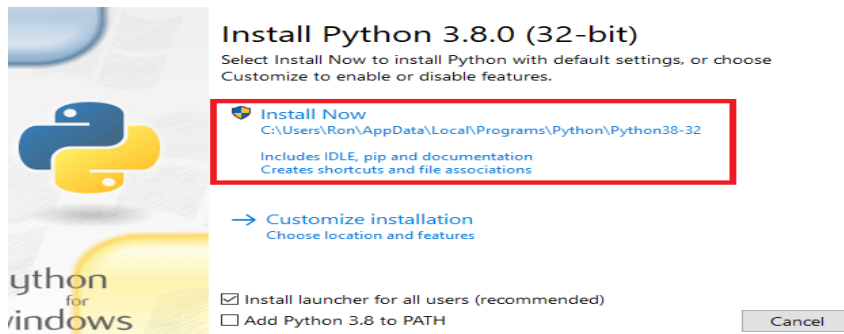 Install Python 3.8.0 (32-bit)
Select Install Now to install Python with default settings, or choose
Customize to enable or disable features.
Install Now
C:\Users\Ron\AppData\Local\Programs\Python\Python38-32
Includes IDLE, pip and documentation
Creates shortcuts and file associations
Customize installation
Choose location and features
ython
for
indows
Install launcher for all users (recommended)
Add Python 3.8 to PATH
Cancel